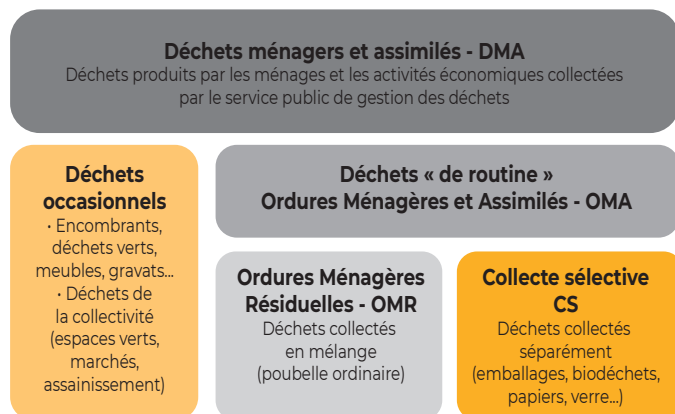 Déchets ménagers et assimilés - DMA
Déchets produits par les ménages et les activités économiques collectées
par le service public de gestion des déchets
Déchets
occasionnels
· Encombrants,
déchets verts,
meubles, gravats...
· Déchets de
la collectivité
(espaces verts,
marchés,
assainissement)
Déchets « de routine »
Ordures Ménagères et Assimilés - OMA
Ordures Ménagères
Résiduelles - OMR
Déchets collectés
en mélange
(poubelle ordinaire)
Collecte sélective
CS
Déchets collectés
séparément
(emballages, biodéchets,
papiers, verre...)